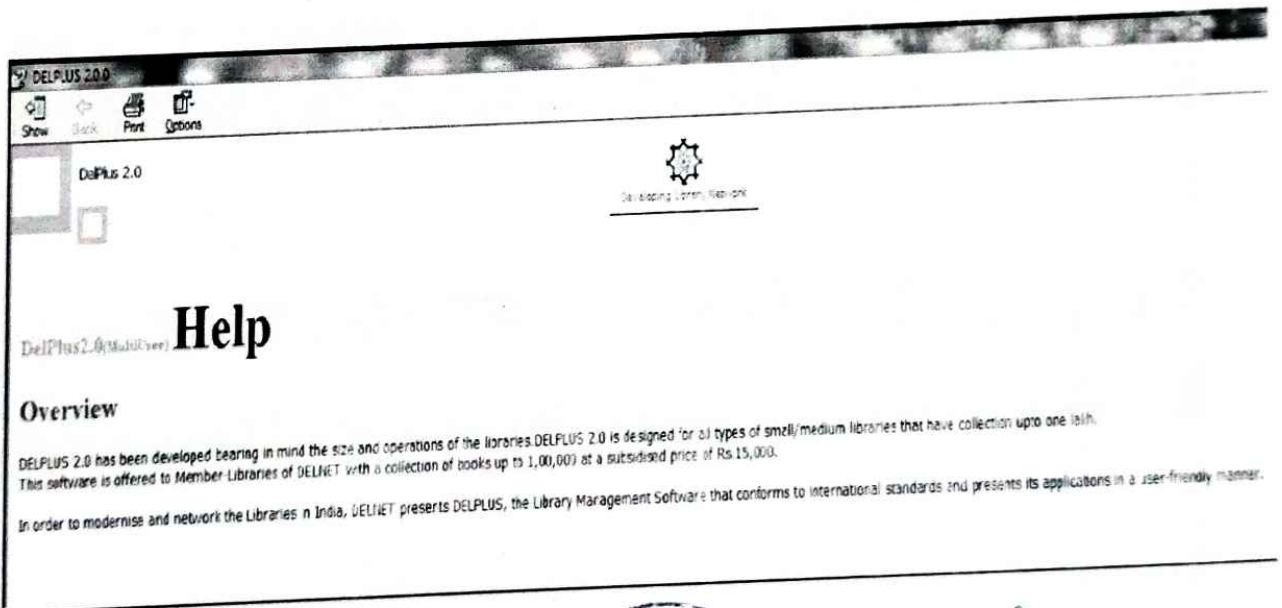 DELPLUS 2.0.0
Show Back Print Options
DelPlus 2.0
Developing Library Network
DelPlus2.0(MultiUser) Help
Overview
DELPLUS 2.0 has been developed bearing in mind the size and operations of the libraries.DELPLUS 2.0 is designed for all types of small/medium libraries that have collection upto one lakh.
This software is offered to Member-Libraries of DELNET with a collection of books up to 1,00,000 at a subsidised price of Rs 15,000.
In order to modernise and network the Libraries in India, DELNET presents DELPLUS, the Library Management Software that conforms to international standards and presents its applications in a user-friendly manner.